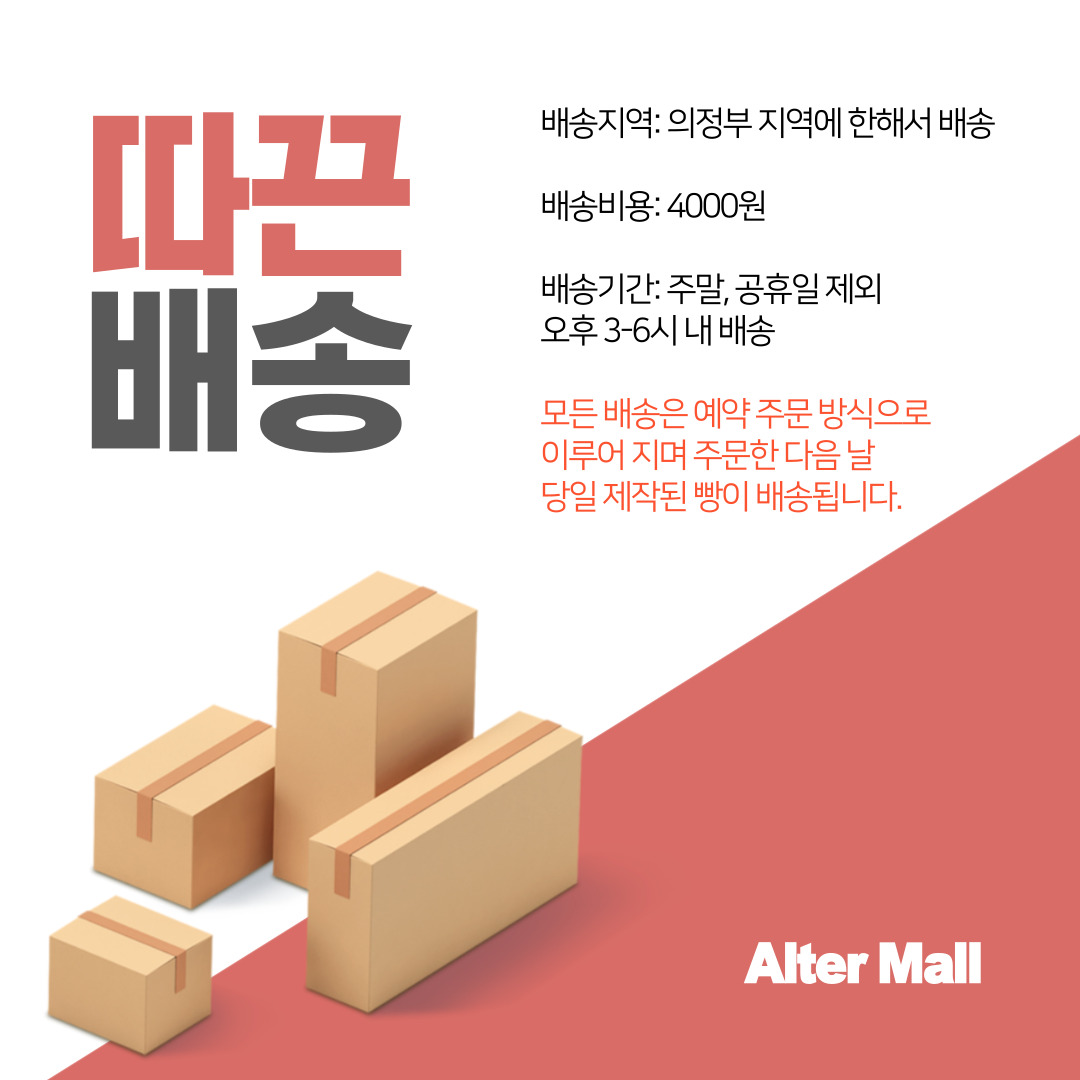 따끈
배송
배송지역: 의정부 지역에 한해서 배송
배송비용: 4000원
배송기간: 주말, 공휴일 제외
오후 3-6시 내 배송
모든 배송은 예약 주문 방식으로
이루어 지며 주문한 다음 날
당일 제작된 빵이 배송됩니다.
Alter Mall